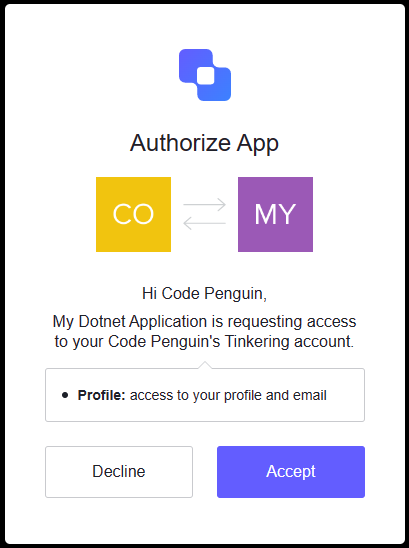 Authorize App
CO
MY
Hi Code Penguin,
My Dotnet Application is requesting access
to your Code Penguin's Tinkering account.
• Profile: access to your profile and email
Decline
Accept